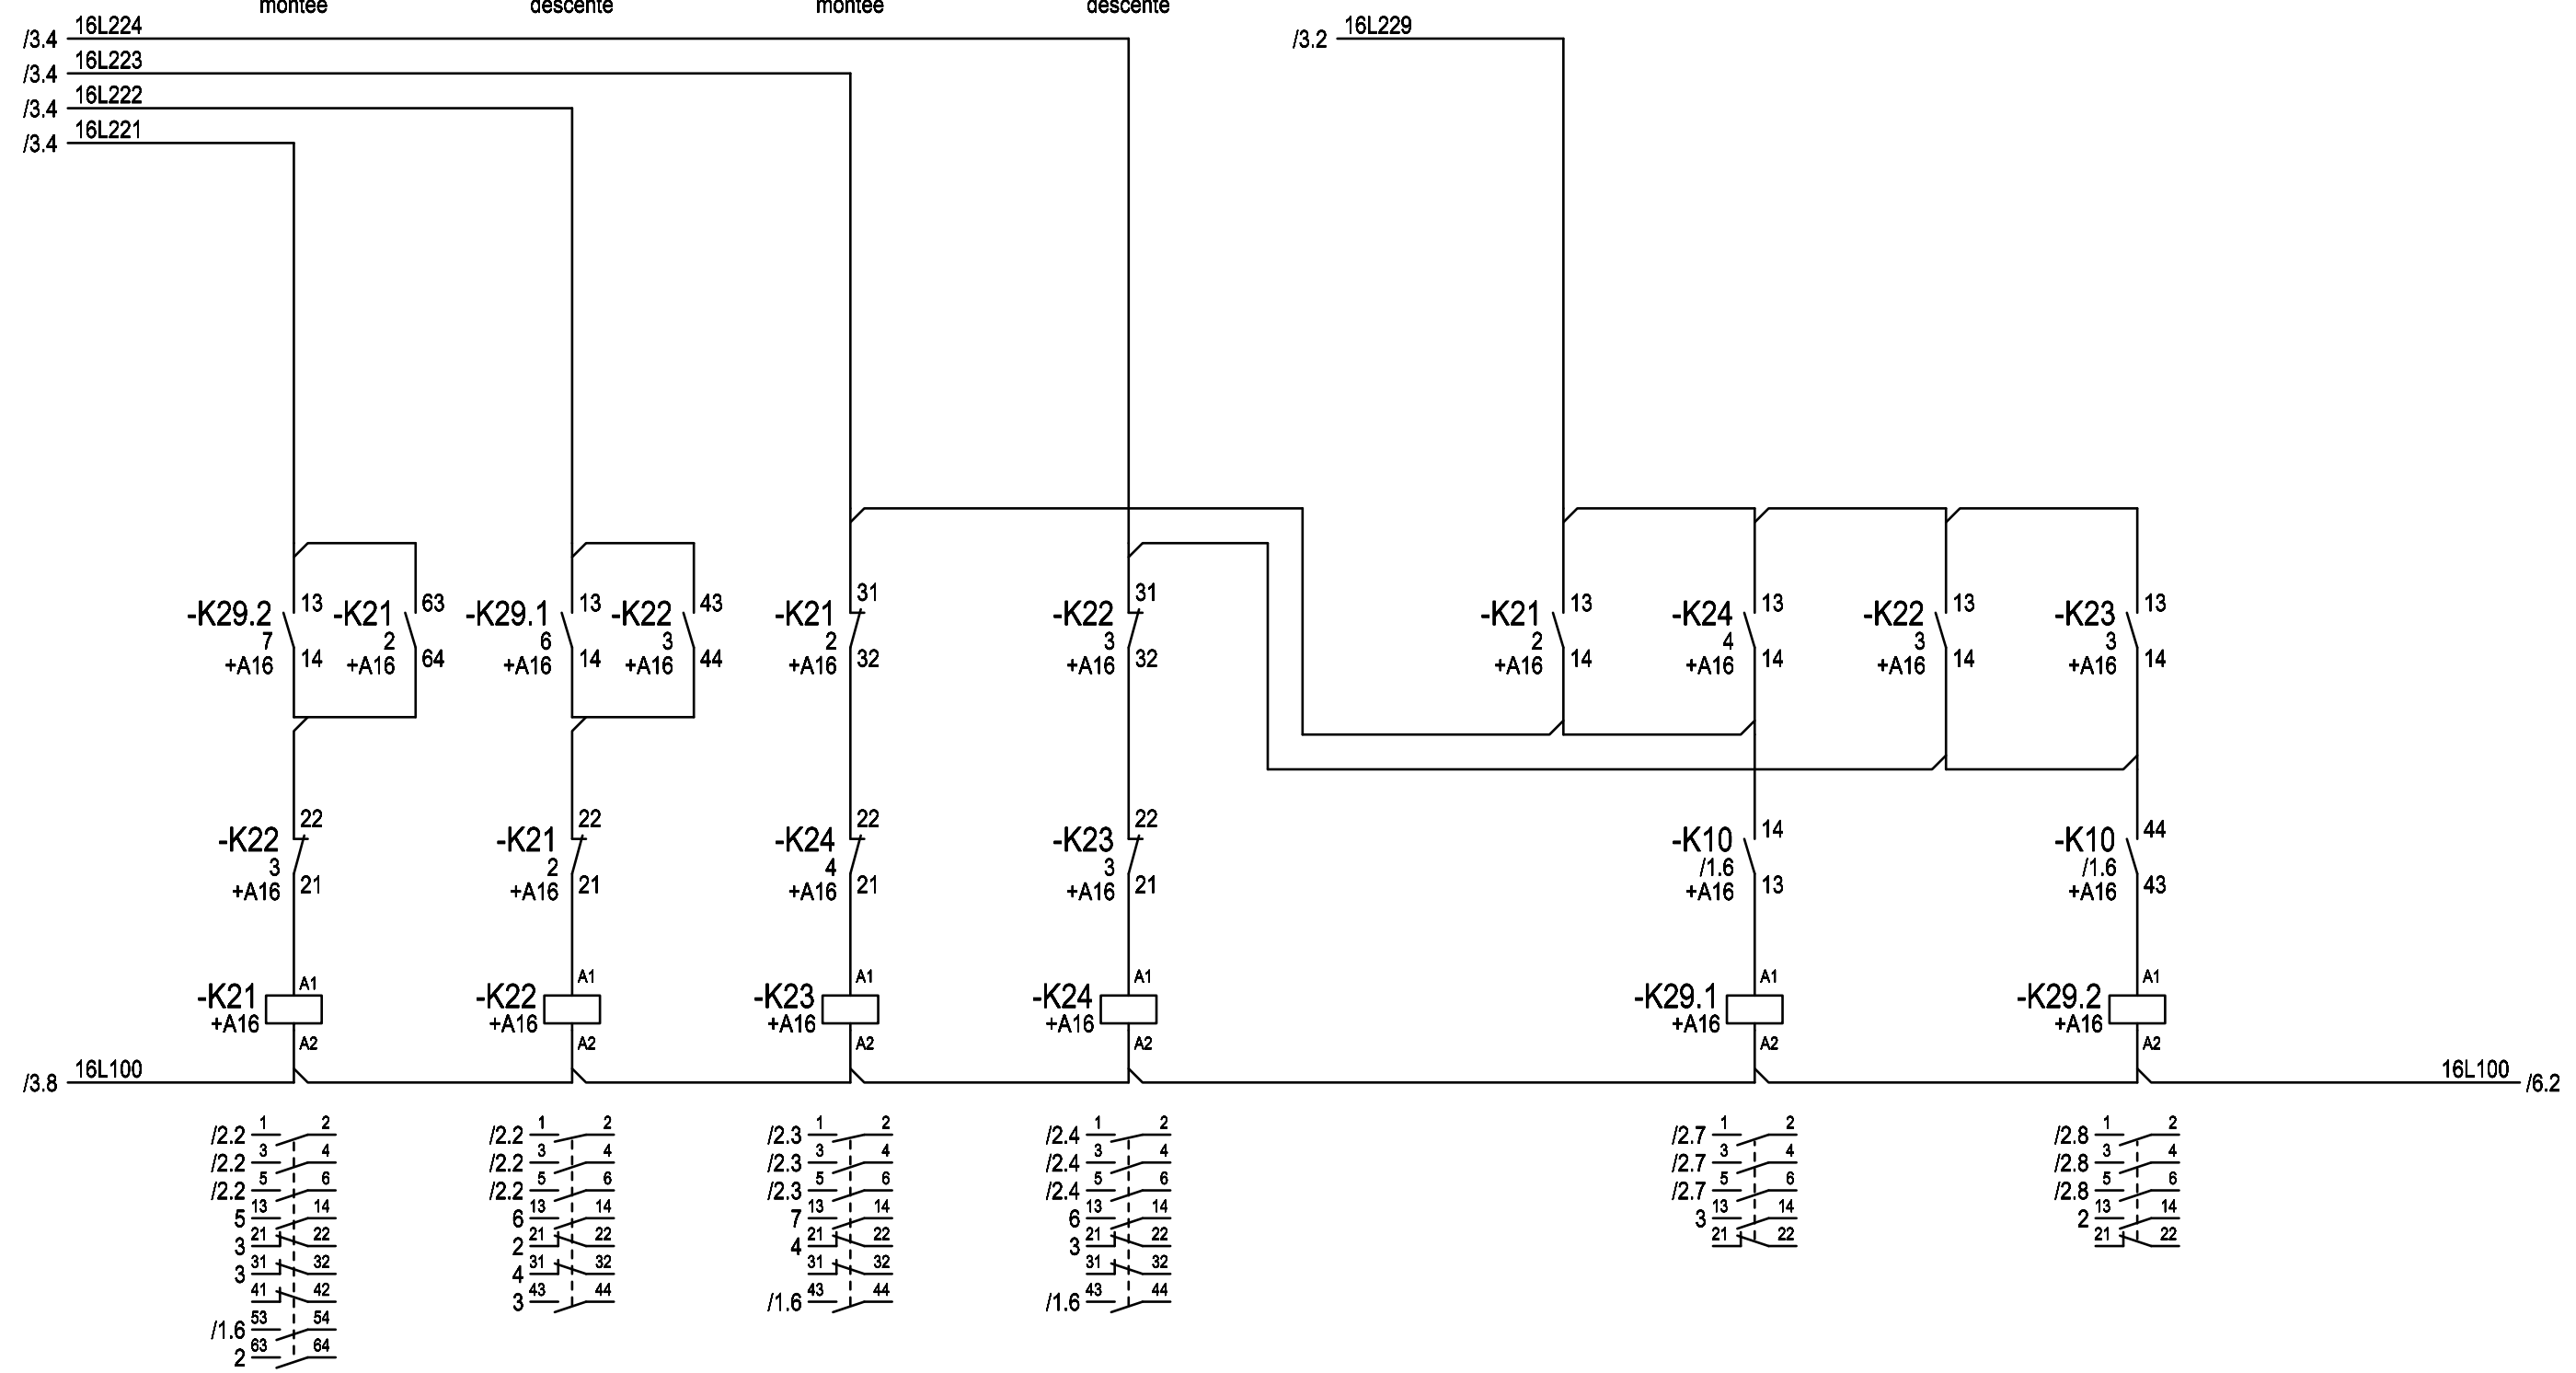 montée descente montée descente
/3.4 16L224 /3.2 16L229
/3.4 16L223
/3.4 16L222
/3.4 16L221
-K29.2 13 -K21 63 -K29.1 13 -K22 43 -K21 31 -K22 31 -K21 13 -K24 13 -K22 13 -K23 13
7 2 6 3 2 3 2 4 3 3
+A16 14 +A16 64 +A16 14 +A16 44 +A16 32 +A16 32 +A16 14 +A16 14 +A16 14 +A16 14
-K22 22 -K21 22 -K24 22 -K23 22 -K10 14 -K10 44
3 2 4 3 /1.6 /1.6
+A16 21 +A16 21 +A16 21 +A16 21 +A16 13 +A16 43
A1 A1 A1 A1 A1 A1
-K21 -K22 -K23 -K24 -K29.1 -K29.2
+A16 +A16 +A16 +A16 +A16 +A16
A2 A2 A2 A2 A2 A2
/3.8 16L100 16L100 /6.2
/2.2 1 2 /2.2 1 2 /2.3 1 2 /2.4 1 2 /2.7 1 2 /2.8 1 2
/2.2 3 4 /2.2 3 4 /2.3 3 4 /2.4 3 4 /2.7 3 4 /2.8 3 4
/2.2 5 6 /2.2 5 6 /2.3 5 6 /2.4 5 6 /2.7 5 6 /2.8 5 6
5 13 14 6 13 14 7 13 14 6 13 14 3 13 14 2 13 14
3 21 22 2 21 22 4 21 22 3 21 22 21 22 21 22
3 31 32 4 31 32 31 32 31 32
41 42 3 43 44 /1.6 43 44 /1.6 43 44
/1.6 53 54
2 63 64